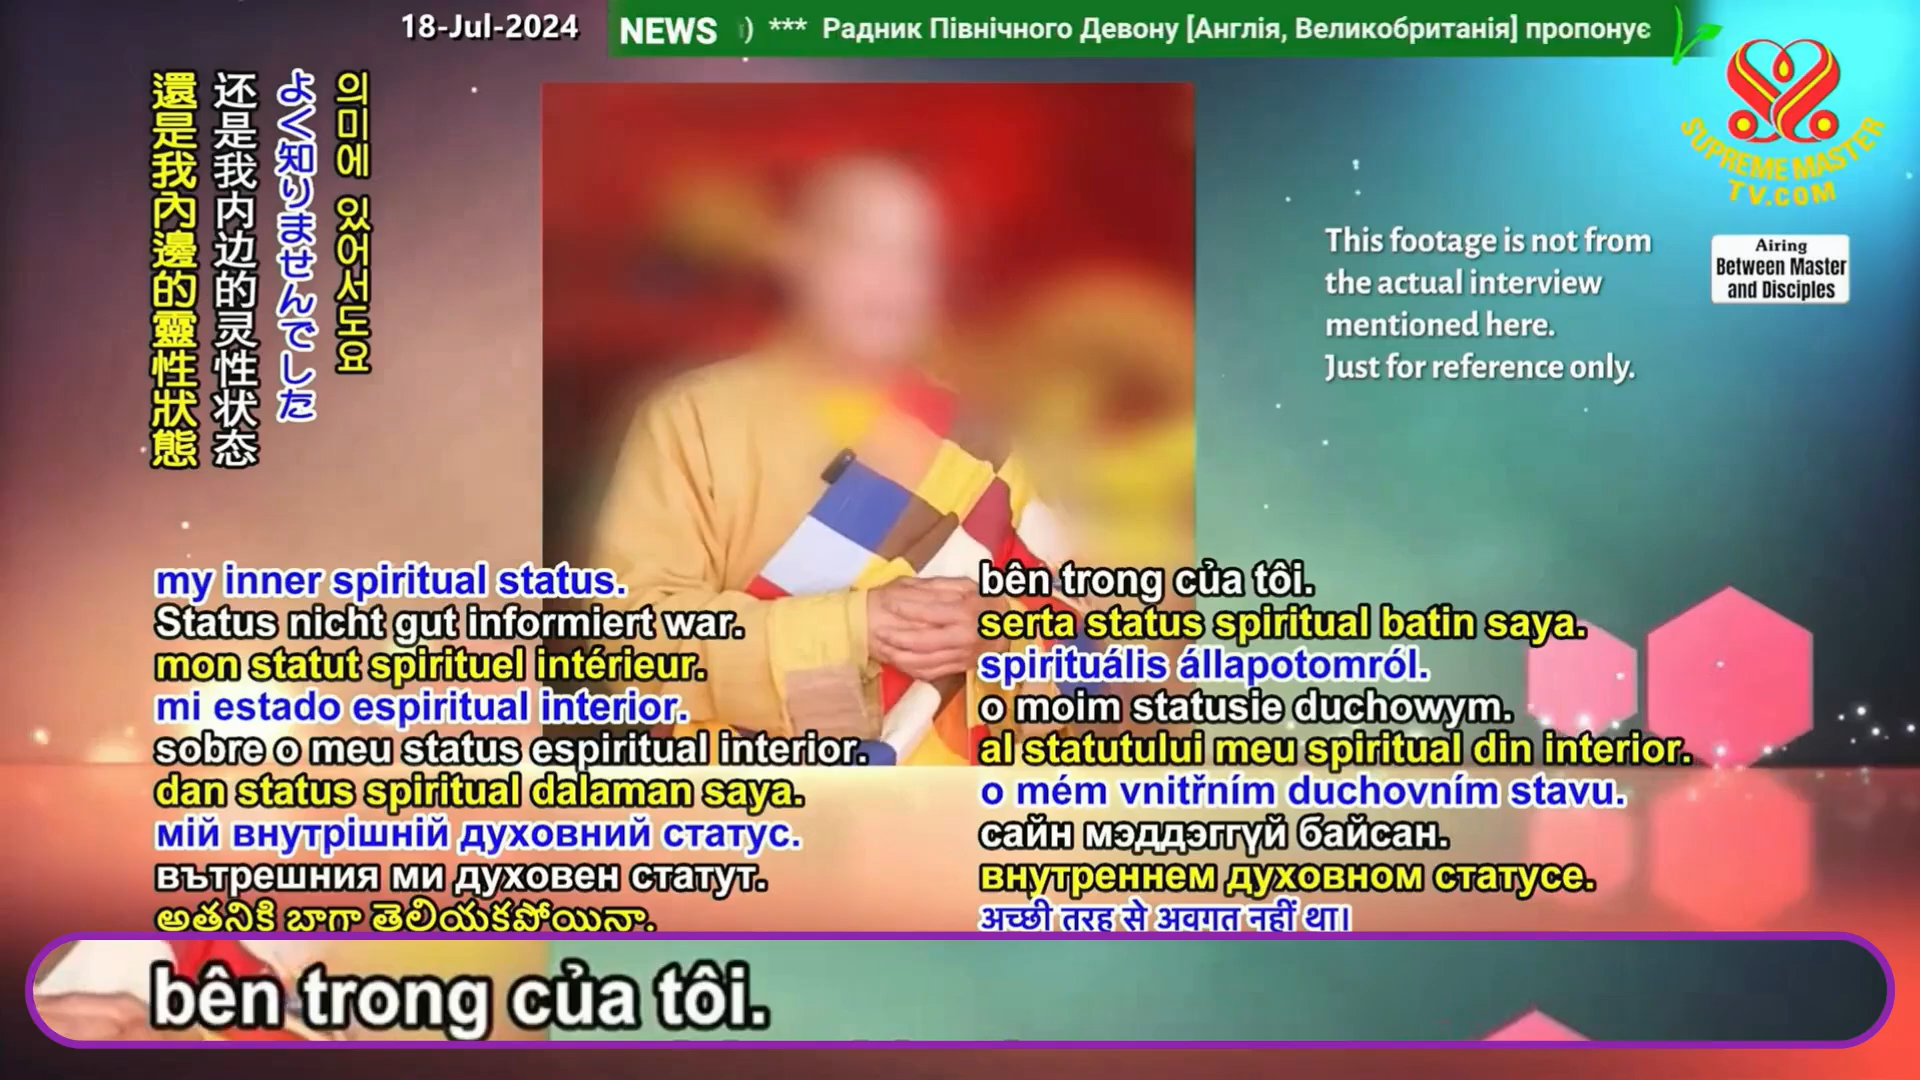 18-Jul-2024
NEWS ) *** Радник Північного Девону [Англія, Великобританія] пропонує
SUPREME MASTER
TV.COM
Airing
Between Master
and Disciples
This footage is not from
the actual interview
mentioned here.
Just for reference only.
의미에 있어서도요
よく知りませんでした
还是我内边的灵性状态
還是我內邊的靈性狀態
my inner spiritual status.
Status nicht gut informiert war.
mon statut spirituel intérieur.
mi estado espiritual interior.
sobre o meu status espiritual interior.
dan status spiritual dalaman saya.
мій внутрішній духовний статус.
вътрешния ми духовен статут.
అతనికి బాగా తెలియకపోయినా.
bên trong của tôi.
serta status spiritual batin saya.
spirituális állapotomról.
o moim statusie duchowym.
al statutului meu spiritual din interior.
o mém vnitřním duchovním stavu.
сайн мэддэггүй байсан.
внутреннем духовном статусе.
अच्छी तरह से अवगत नहीं था।
bên trong của tôi.